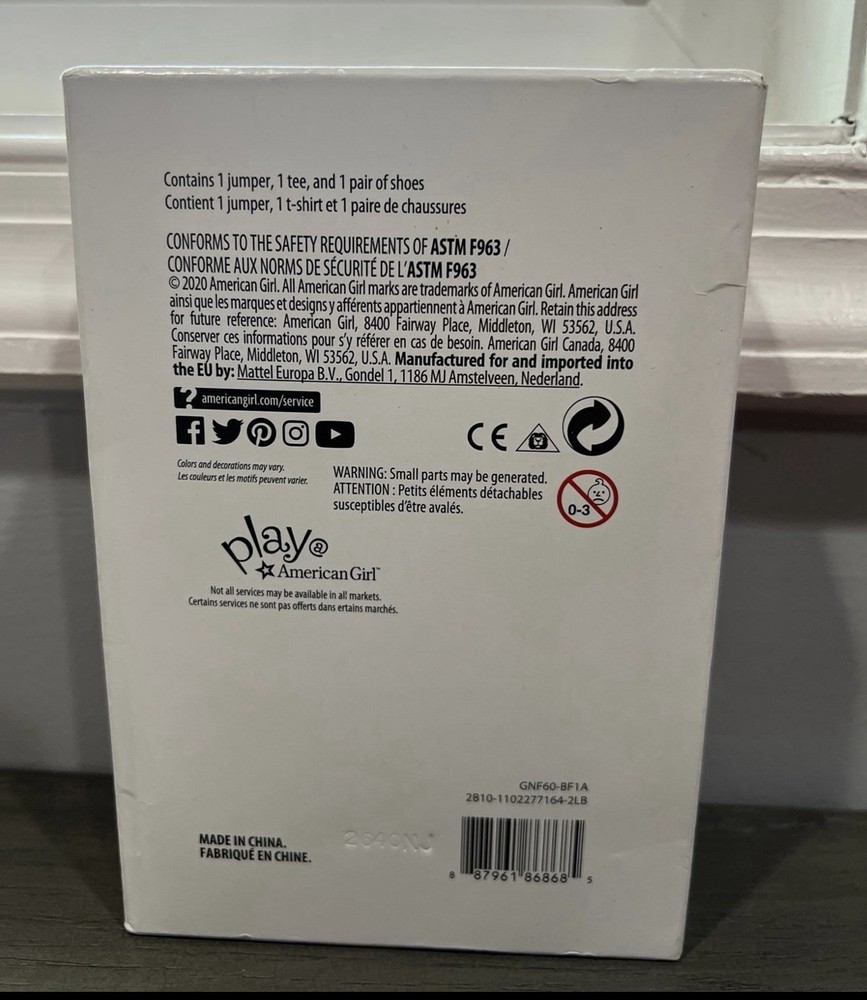 Contains 1 jumper, 1 tee, and 1 pair of shoes
Contient 1 jumper, 1 t-shirt et 1 paire de chaussures
CONFORMS TO THE SAFETY REQUIREMENTS OF ASTM F963 /
CONFORME AUX NORMS DE SÉCURITÉ DE L'ASTM F963
© 2020 American Girl. All American Girl marks are trademarks of American Girl. American Girl
ainsi que les marques et designs y afférents appartiennent à American Girl. Retain this address
for future reference: American Girl, 8400 Fairway Place, Middleton, WI 53562, U.S.A.
Conserver ces informations pour s'y référer en cas de besoin. American Girl Canada, 8400
Fairway Place, Middleton, WI 53562, U.S.A. Manufactured for and imported into
the EU by: Mattel Europa B.V., Gondel 1, 1186 MJ Amstelveen, Nederland.
? americangirl.com/service
CE
Colors and decorations may vary.
Les couleurs et les motifs peuvent varier.
WARNING: Small parts may be generated.
ATTENTION : Petits éléments détachables
susceptibles d'être avalés.
0-3
play@
American Girl™
Not all services may be available in all markets.
Certains services ne sont pas offerts dans ertains marchés.
GNF60-BF1A
2B10-1102277164-2LB
MADE IN CHINA.
FABRIQUÉ EN CHINE.
8 87961 86868 5